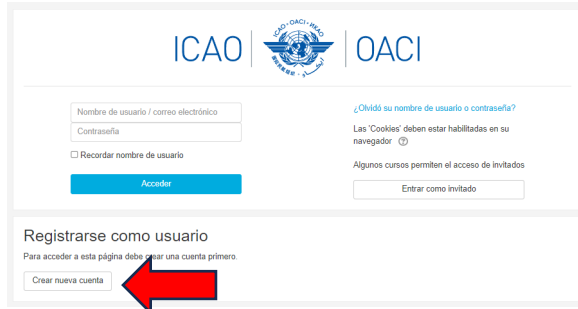 ICAO
OACI
Nombre de usuario / correo electrónico
Contraseña
Recordar nombre de usuario
Acceder
¿Olvidó su nombre de usuario o contraseña?
Las 'Cookies' deben estar habilitadas en su
navegador
Algunos cursos permiten el acceso de invitados
Entrar como invitado
Registrarse como usuario
Para acceder a esta página debe crear una cuenta primero.
Crear nueva cuenta